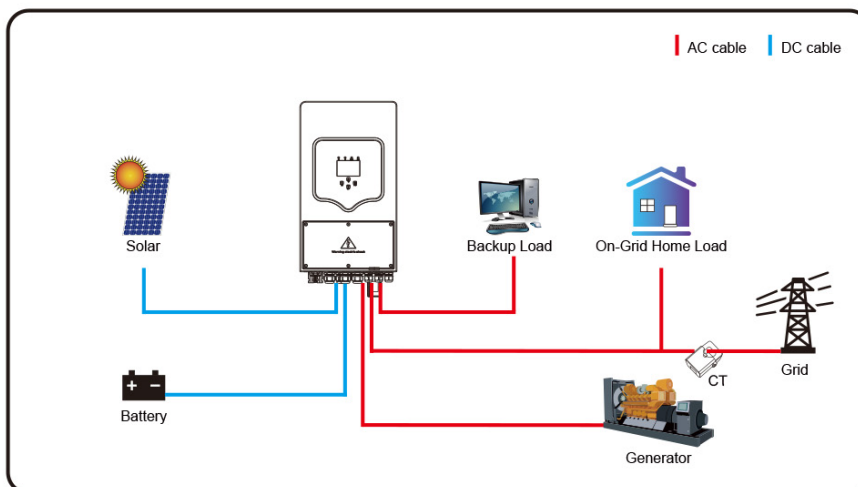 AC cable
DC cable
Solar
Backup Load
On-Grid Home Load
Battery
CT
Grid
Generator